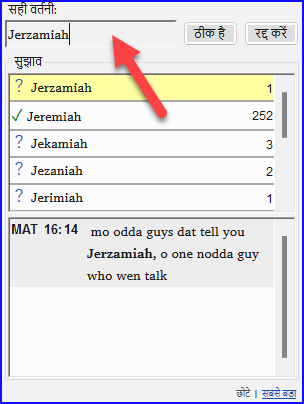 सही वर्तनी:
Jerzamiah ठीक है रद्द करें
सुझाव
? Jerzamiah 1
✓ Jeremiah 252
? Jekamiah 3
? Jezaniah 2
? Jerimiah 1
MAT 16:14 mo odda guys dat tell you
Jerzamiah, o one nodda guy
who wen talk
छोटे | सबसे बडा